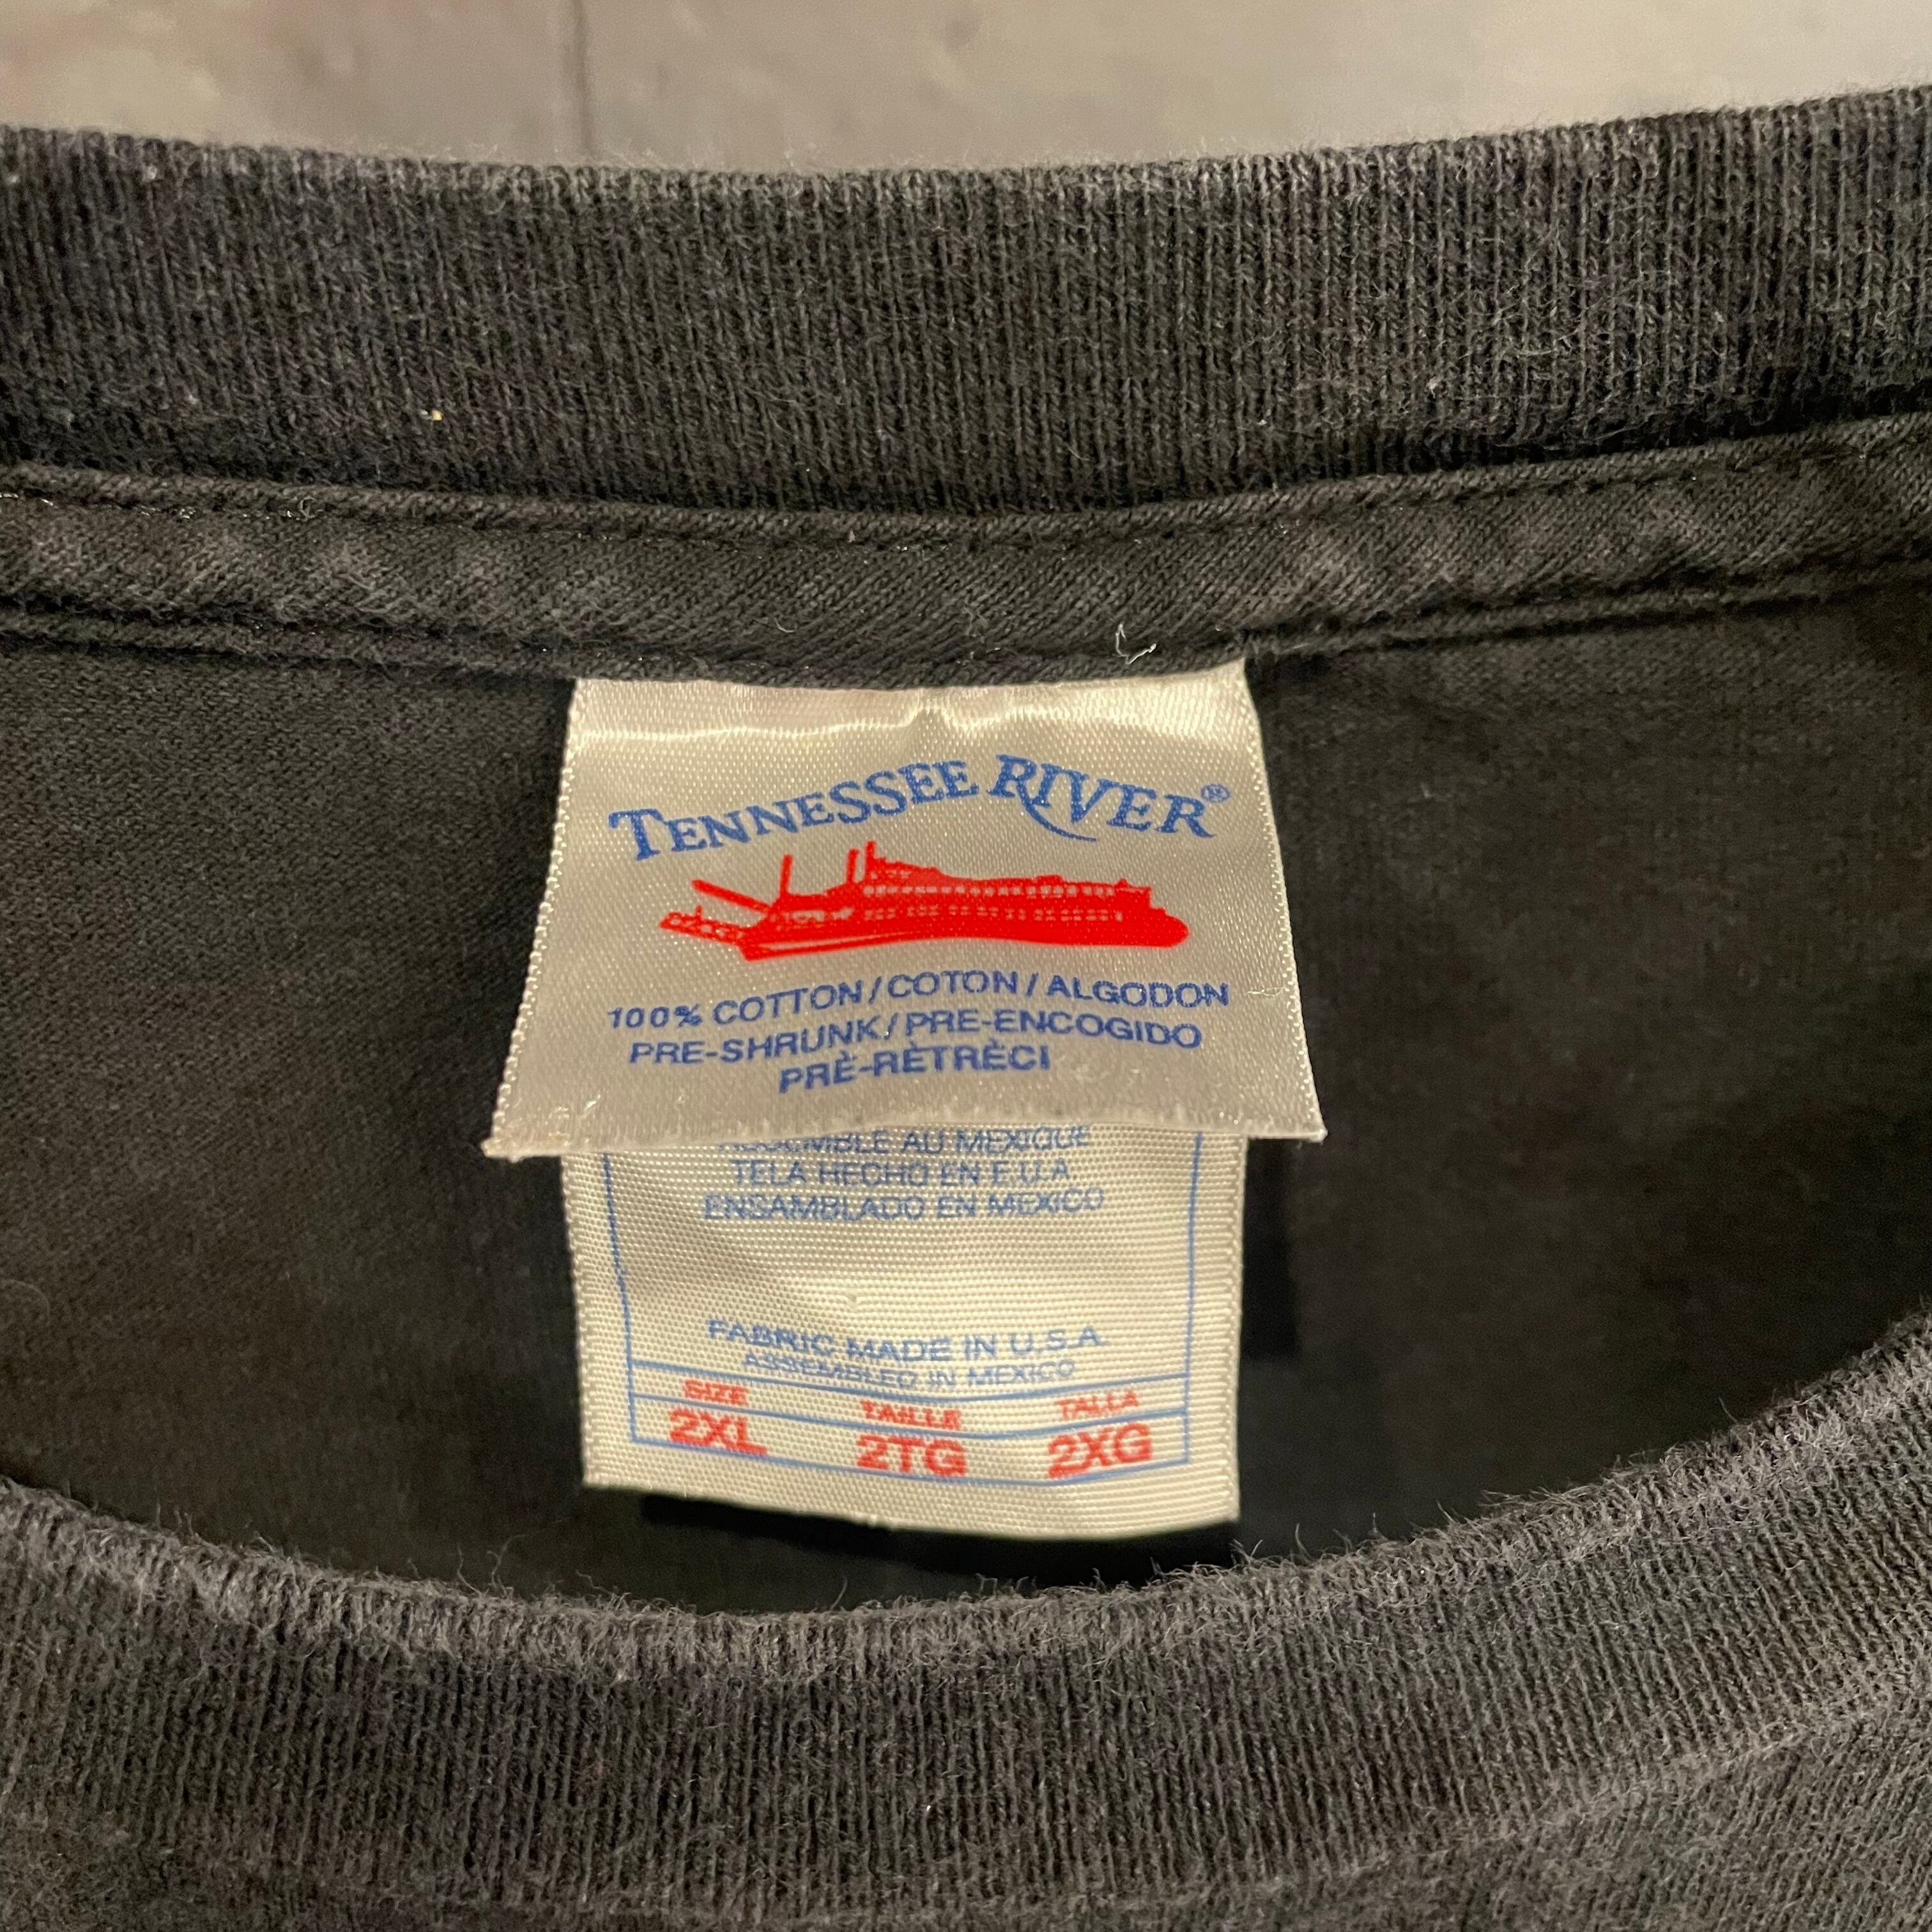 TENNESSEE RIVER®
100% COTTON/COTON/ALGODON
PRE-SHRUNK/PRE-ENCOGIDO
PRÈ-RÈTRÈCI
ASSEMBLÉ AU MEXIQUE
TELA HECHO EN E.U.A
ENSAMBLADO EN MEXICO
FABRIC MADE IN U.S.A.
ASSEMBLED IN MEXICO
SIZE TAILLE TALLA
2XL 2TG 2XG